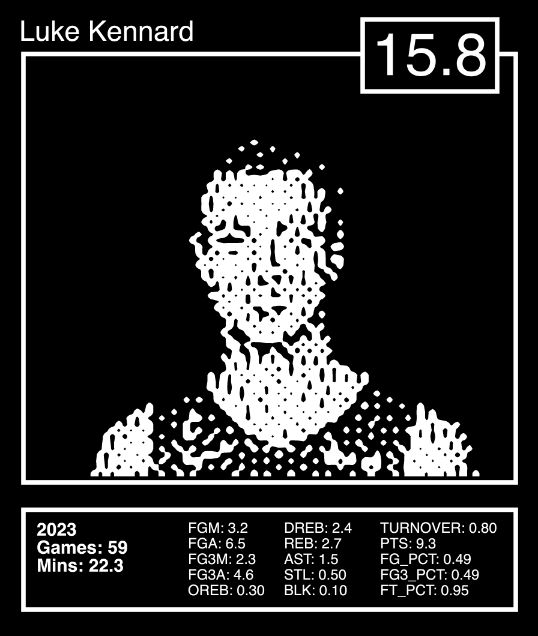 Luke Kennard
15.8
2023
Games: 59
Mins: 22.3
FGM: 3.2
FGA: 6.5
FG3M: 2.3
FG3A: 4.6
OREB: 0.30
DREB: 2.4
REB: 2.7
AST: 1.5
STL: 0.50
BLK: 0.10
TURNOVER: 0.80
PTS: 9.3
FG_PCT: 0.49
FG3_PCT: 0.49
FT_PCT: 0.95